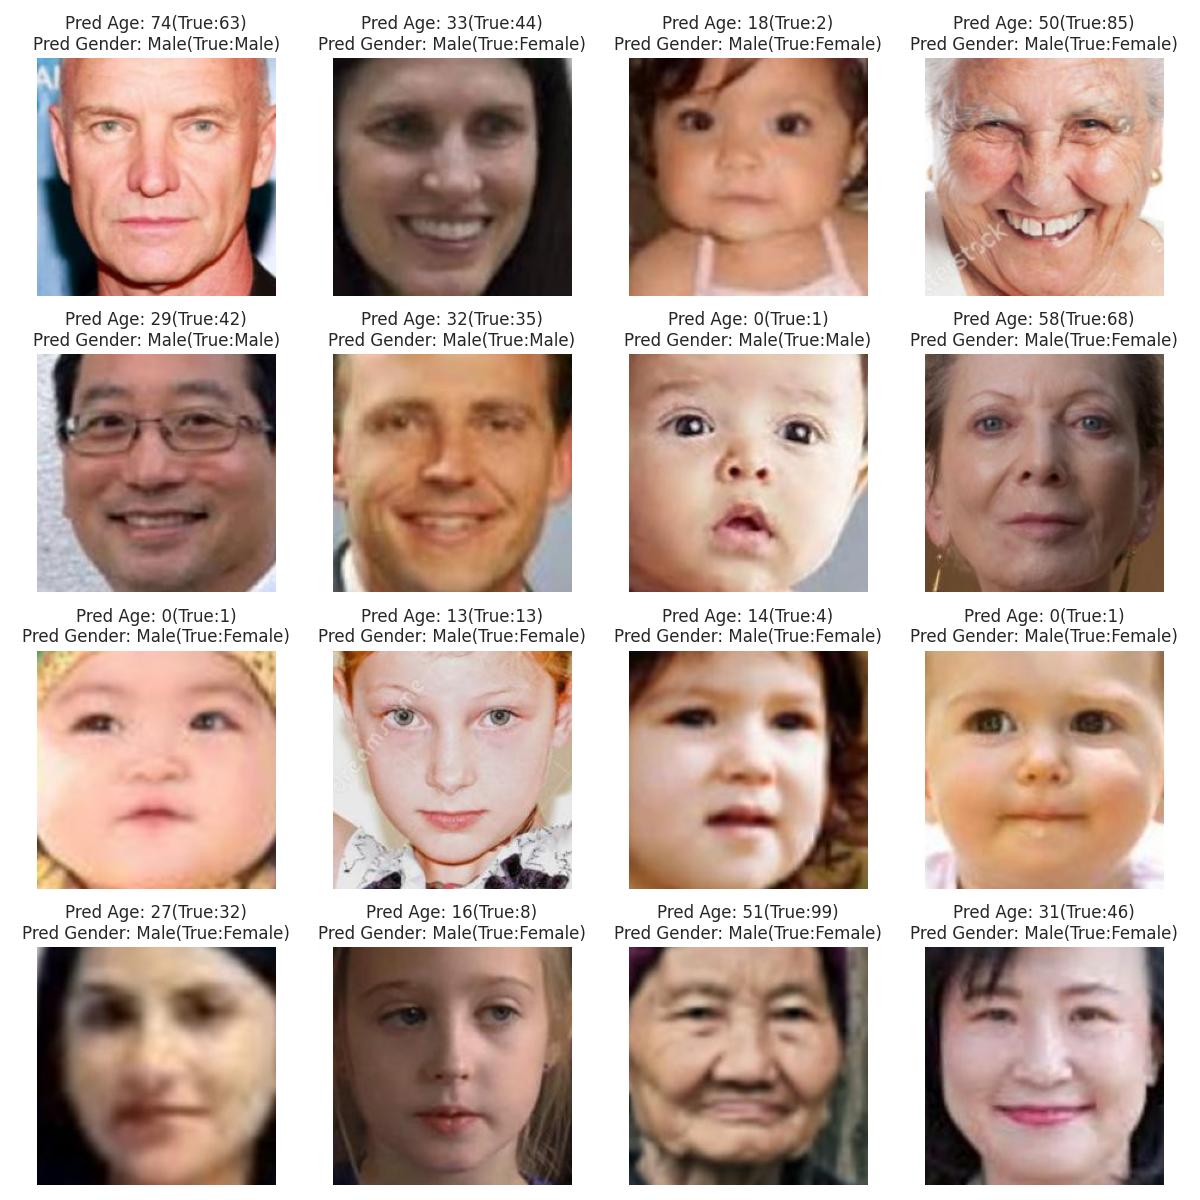 Pred Age: 74(True:63)
Pred Gender: Male(True:Male)
Pred Age: 33(True:44)
Pred Gender: Male(True:Female)
Pred Age: 18(True:2)
Pred Gender: Male(True:Female)
Pred Age: 50(True:85)
Pred Gender: Male(True:Female)
Pred Age: 29(True:42)
Pred Gender: Male(True:Male)
Pred Age: 32(True:35)
Pred Gender: Male(True:Male)
Pred Age: 0(True:1)
Pred Gender: Male(True:Male)
Pred Age: 58(True:68)
Pred Gender: Male(True:Female)
Pred Age: 0(True:1)
Pred Gender: Male(True:Female)
Pred Age: 13(True:13)
Pred Gender: Male(True:Female)
Pred Age: 14(True:4)
Pred Gender: Male(True:Female)
Pred Age: 0(True:1)
Pred Gender: Male(True:Female)
Pred Age: 27(True:32)
Pred Gender: Male(True:Female)
Pred Age: 16(True:8)
Pred Gender: Male(True:Female)
Pred Age: 51(True:99)
Pred Gender: Male(True:Female)
Pred Age: 31(True:46)
Pred Gender: Male(True:Female)